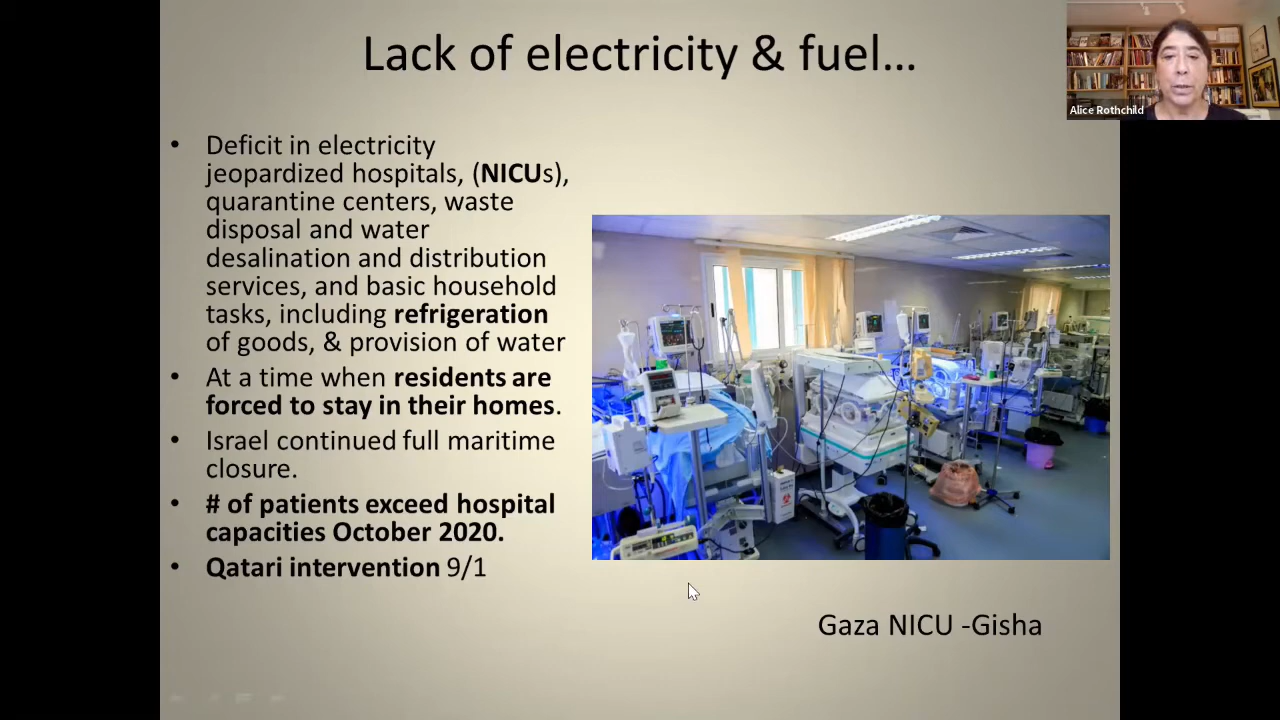 Lack of electricity & fuel…
Alice Rothchild
• Deficit in electricity
jeopardized hospitals, (NICUs),
quarantine centers, waste
disposal and water
desalination and distribution
services, and basic household
tasks, including refrigeration
of goods, & provision of water
• At a time when residents are
forced to stay in their homes.
• Israel continued full maritime
closure.
• # of patients exceed hospital
capacities October 2020.
• Qatari intervention 9/1
Gaza NICU -Gisha